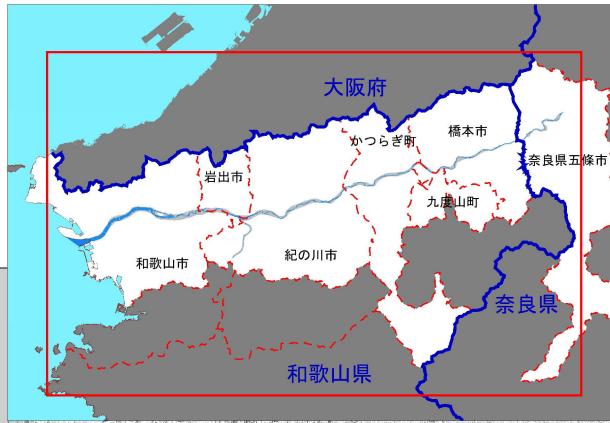 大阪府
かつらぎ町
橋本市
奈良県五條市
岩出市
九度山町
紀の川市
和歌山市
奈良県
和歌山県